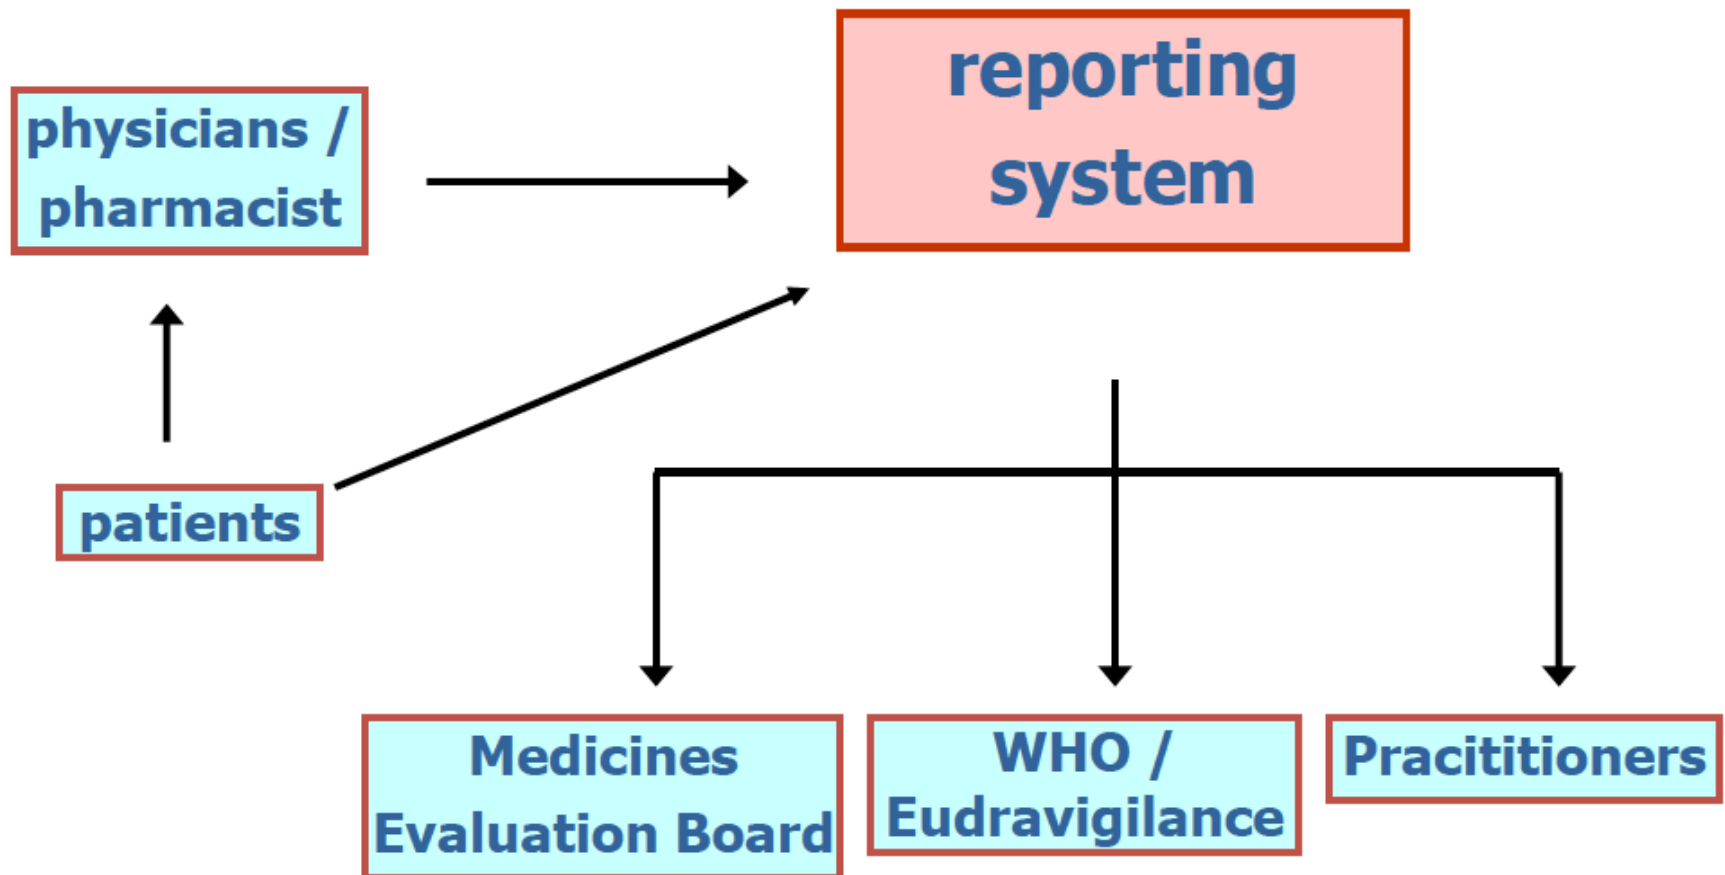 reporting
system
physicians /
pharmacist
patients
Medicines
Evaluation Board
WHO /
Eudravigilance
Pracititioners